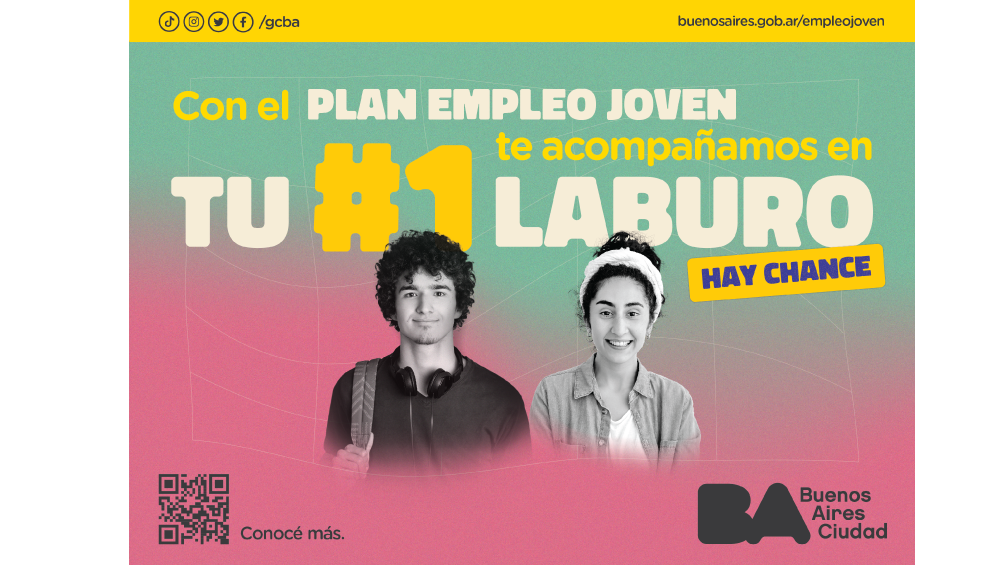 /gcba
buenosaires.gob.ar/empleojoven
Con el PLAN EMPLEO JOVEN
te acompañamos en
TU #1 LABURO
HAY CHANCE
Conocé más.
BA Buenos
Aires
Ciudad